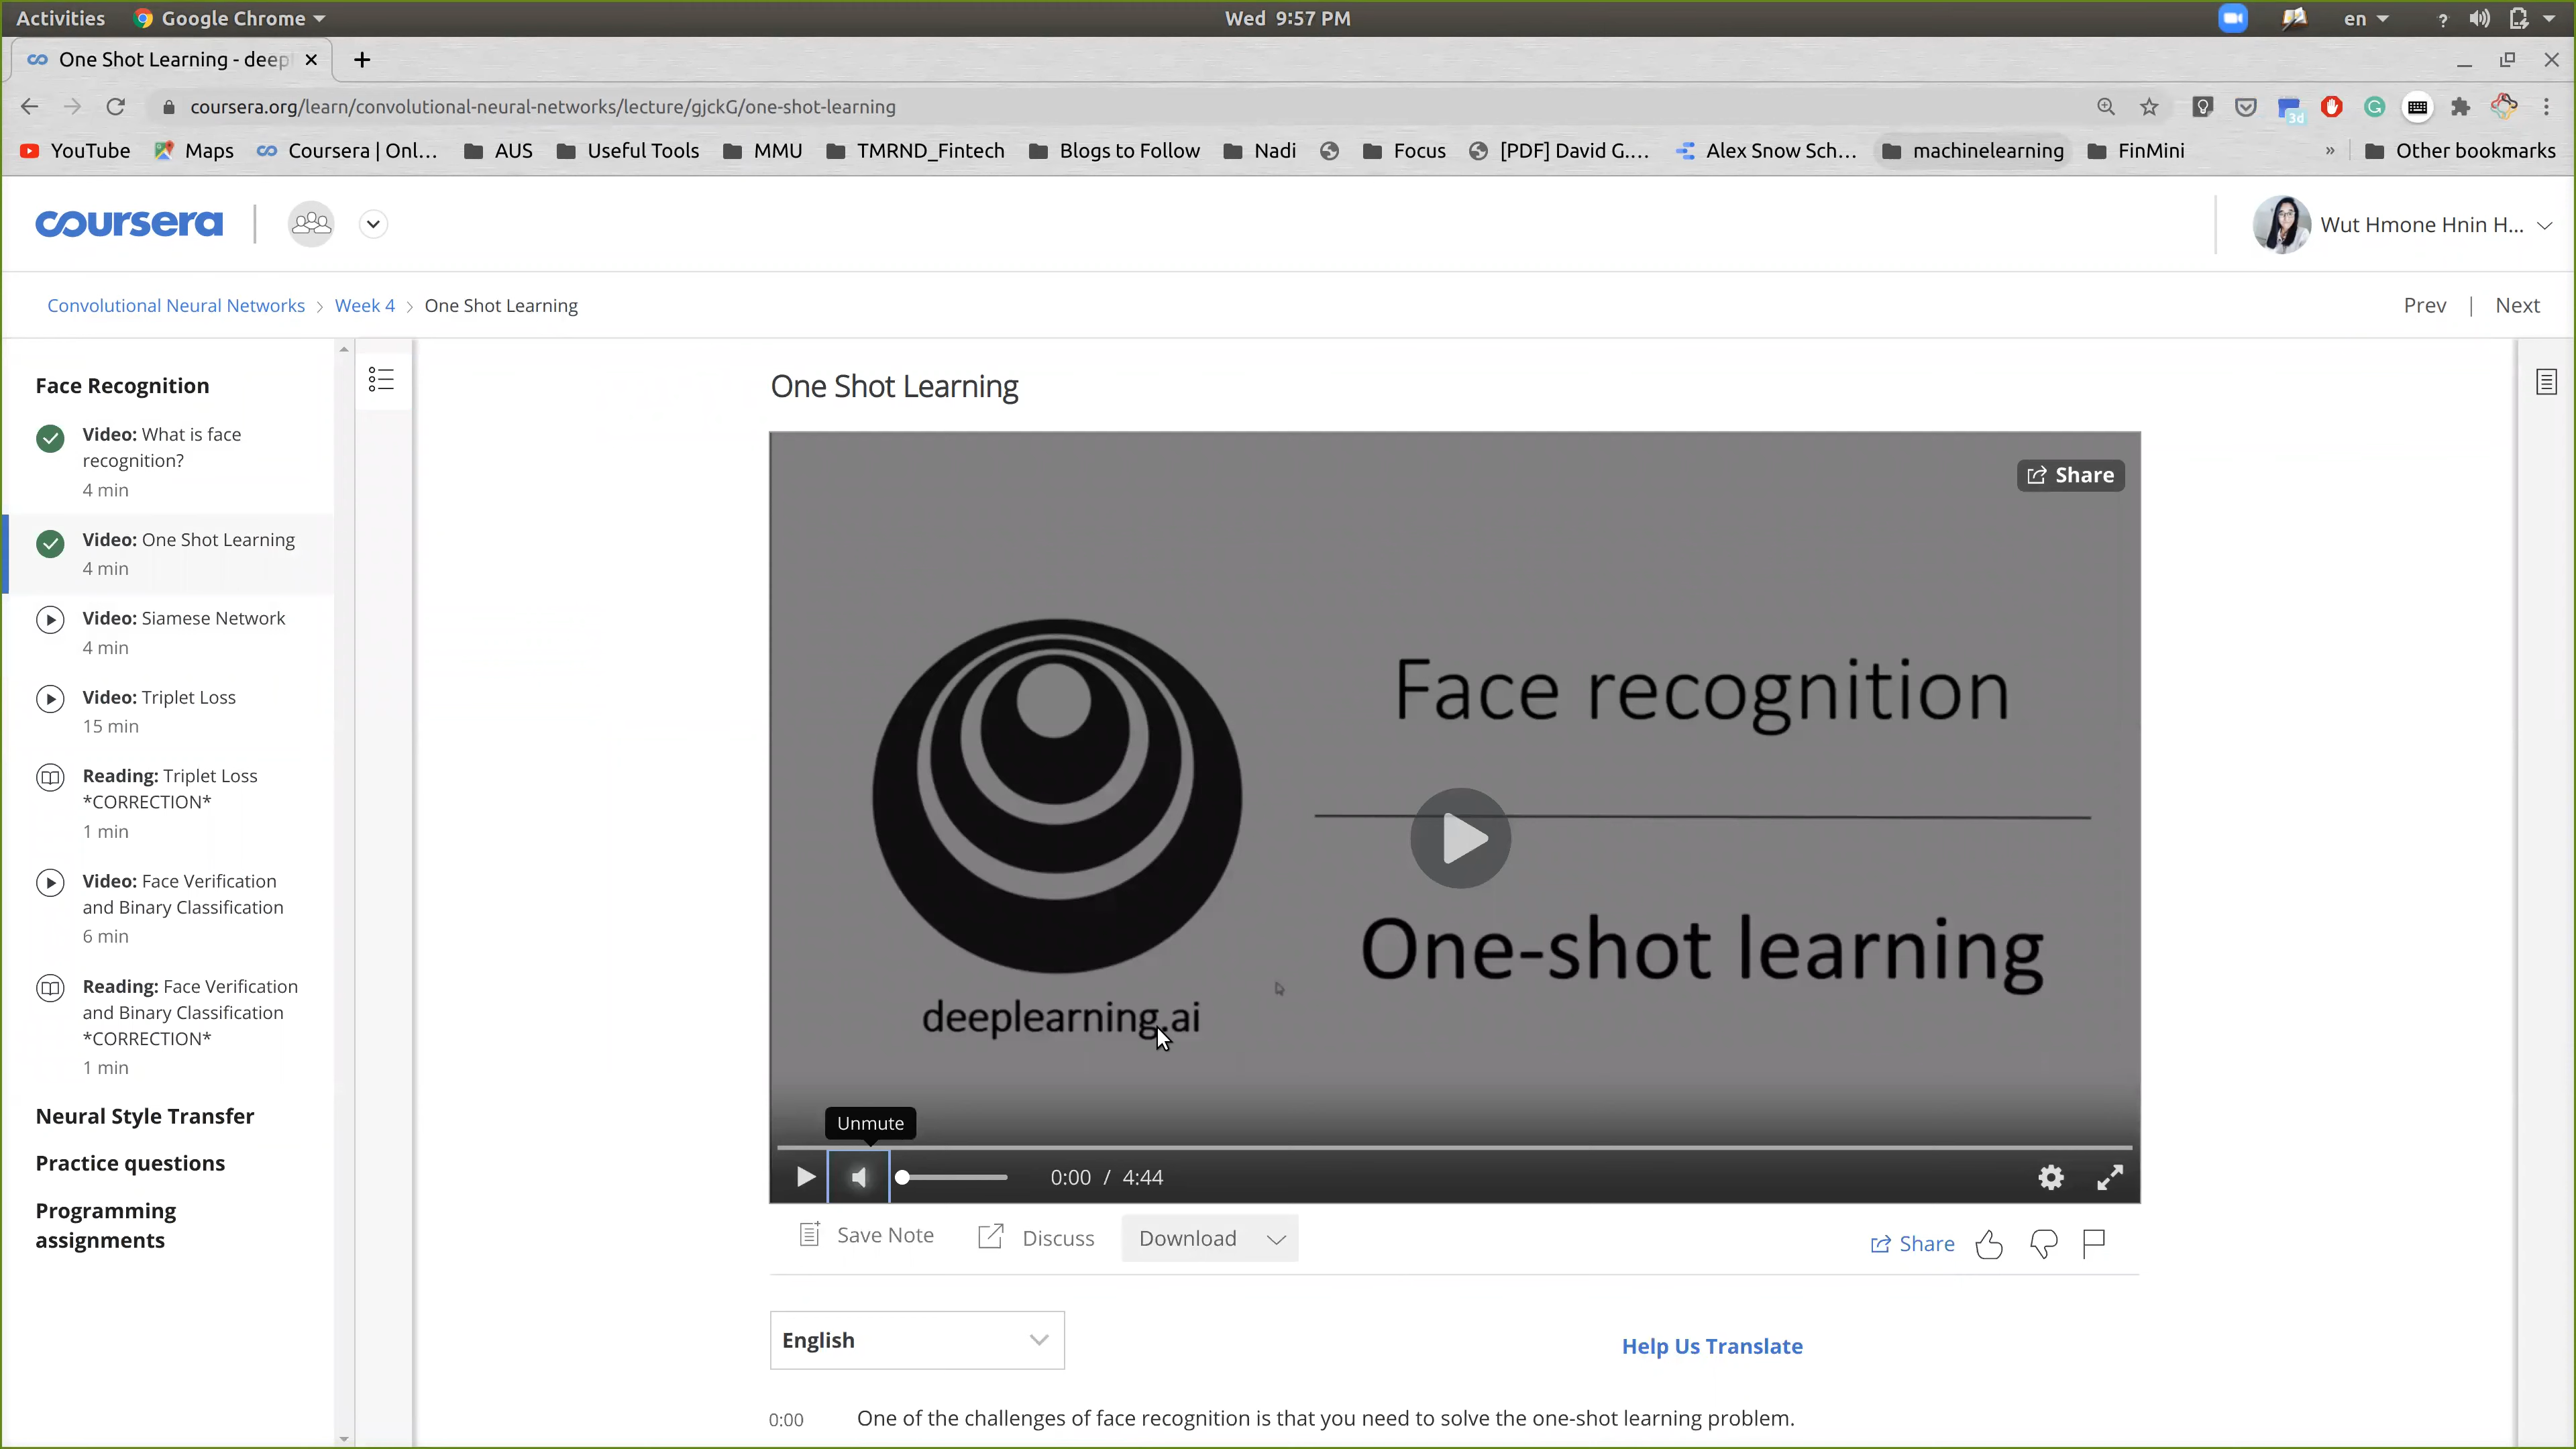 Activities Google Chrome Wed 9:57 PM en ?
One Shot Learning - deep
coursera.org/learn/convolutional-neural-networks/lecture/gjckG/one-shot-learning 3d
YouTube Maps Coursera | Onl... AUS Useful Tools MMU TMRND_Fintech Blogs to Follow Nadi Focus [PDF] David G.... Alex Snow Sch... machinelearning FinMini » Other bookmarks
coursera Wut Hmone Hnin H...
Convolutional Neural Networks > Week 4 > One Shot Learning Prev | Next
Face Recognition
Video: What is face
recognition?
4 min
Video: One Shot Learning
4 min
Video: Siamese Network
4 min
Video: Triplet Loss
15 min
Reading: Triplet Loss
*CORRECTION*
1 min
Video: Face Verification
and Binary Classification
6 min
Reading: Face Verification
and Binary Classification
*CORRECTION*
1 min
Neural Style Transfer
Practice questions
Programming
assignments
One Shot Learning
Share
Face recognition
One-shot learning
deeplearning.ai
Unmute
0:00 / 4:44
Save Note Discuss Download Share
English Help Us Translate
0:00 One of the challenges of face recognition is that you need to solve the one-shot learning problem.